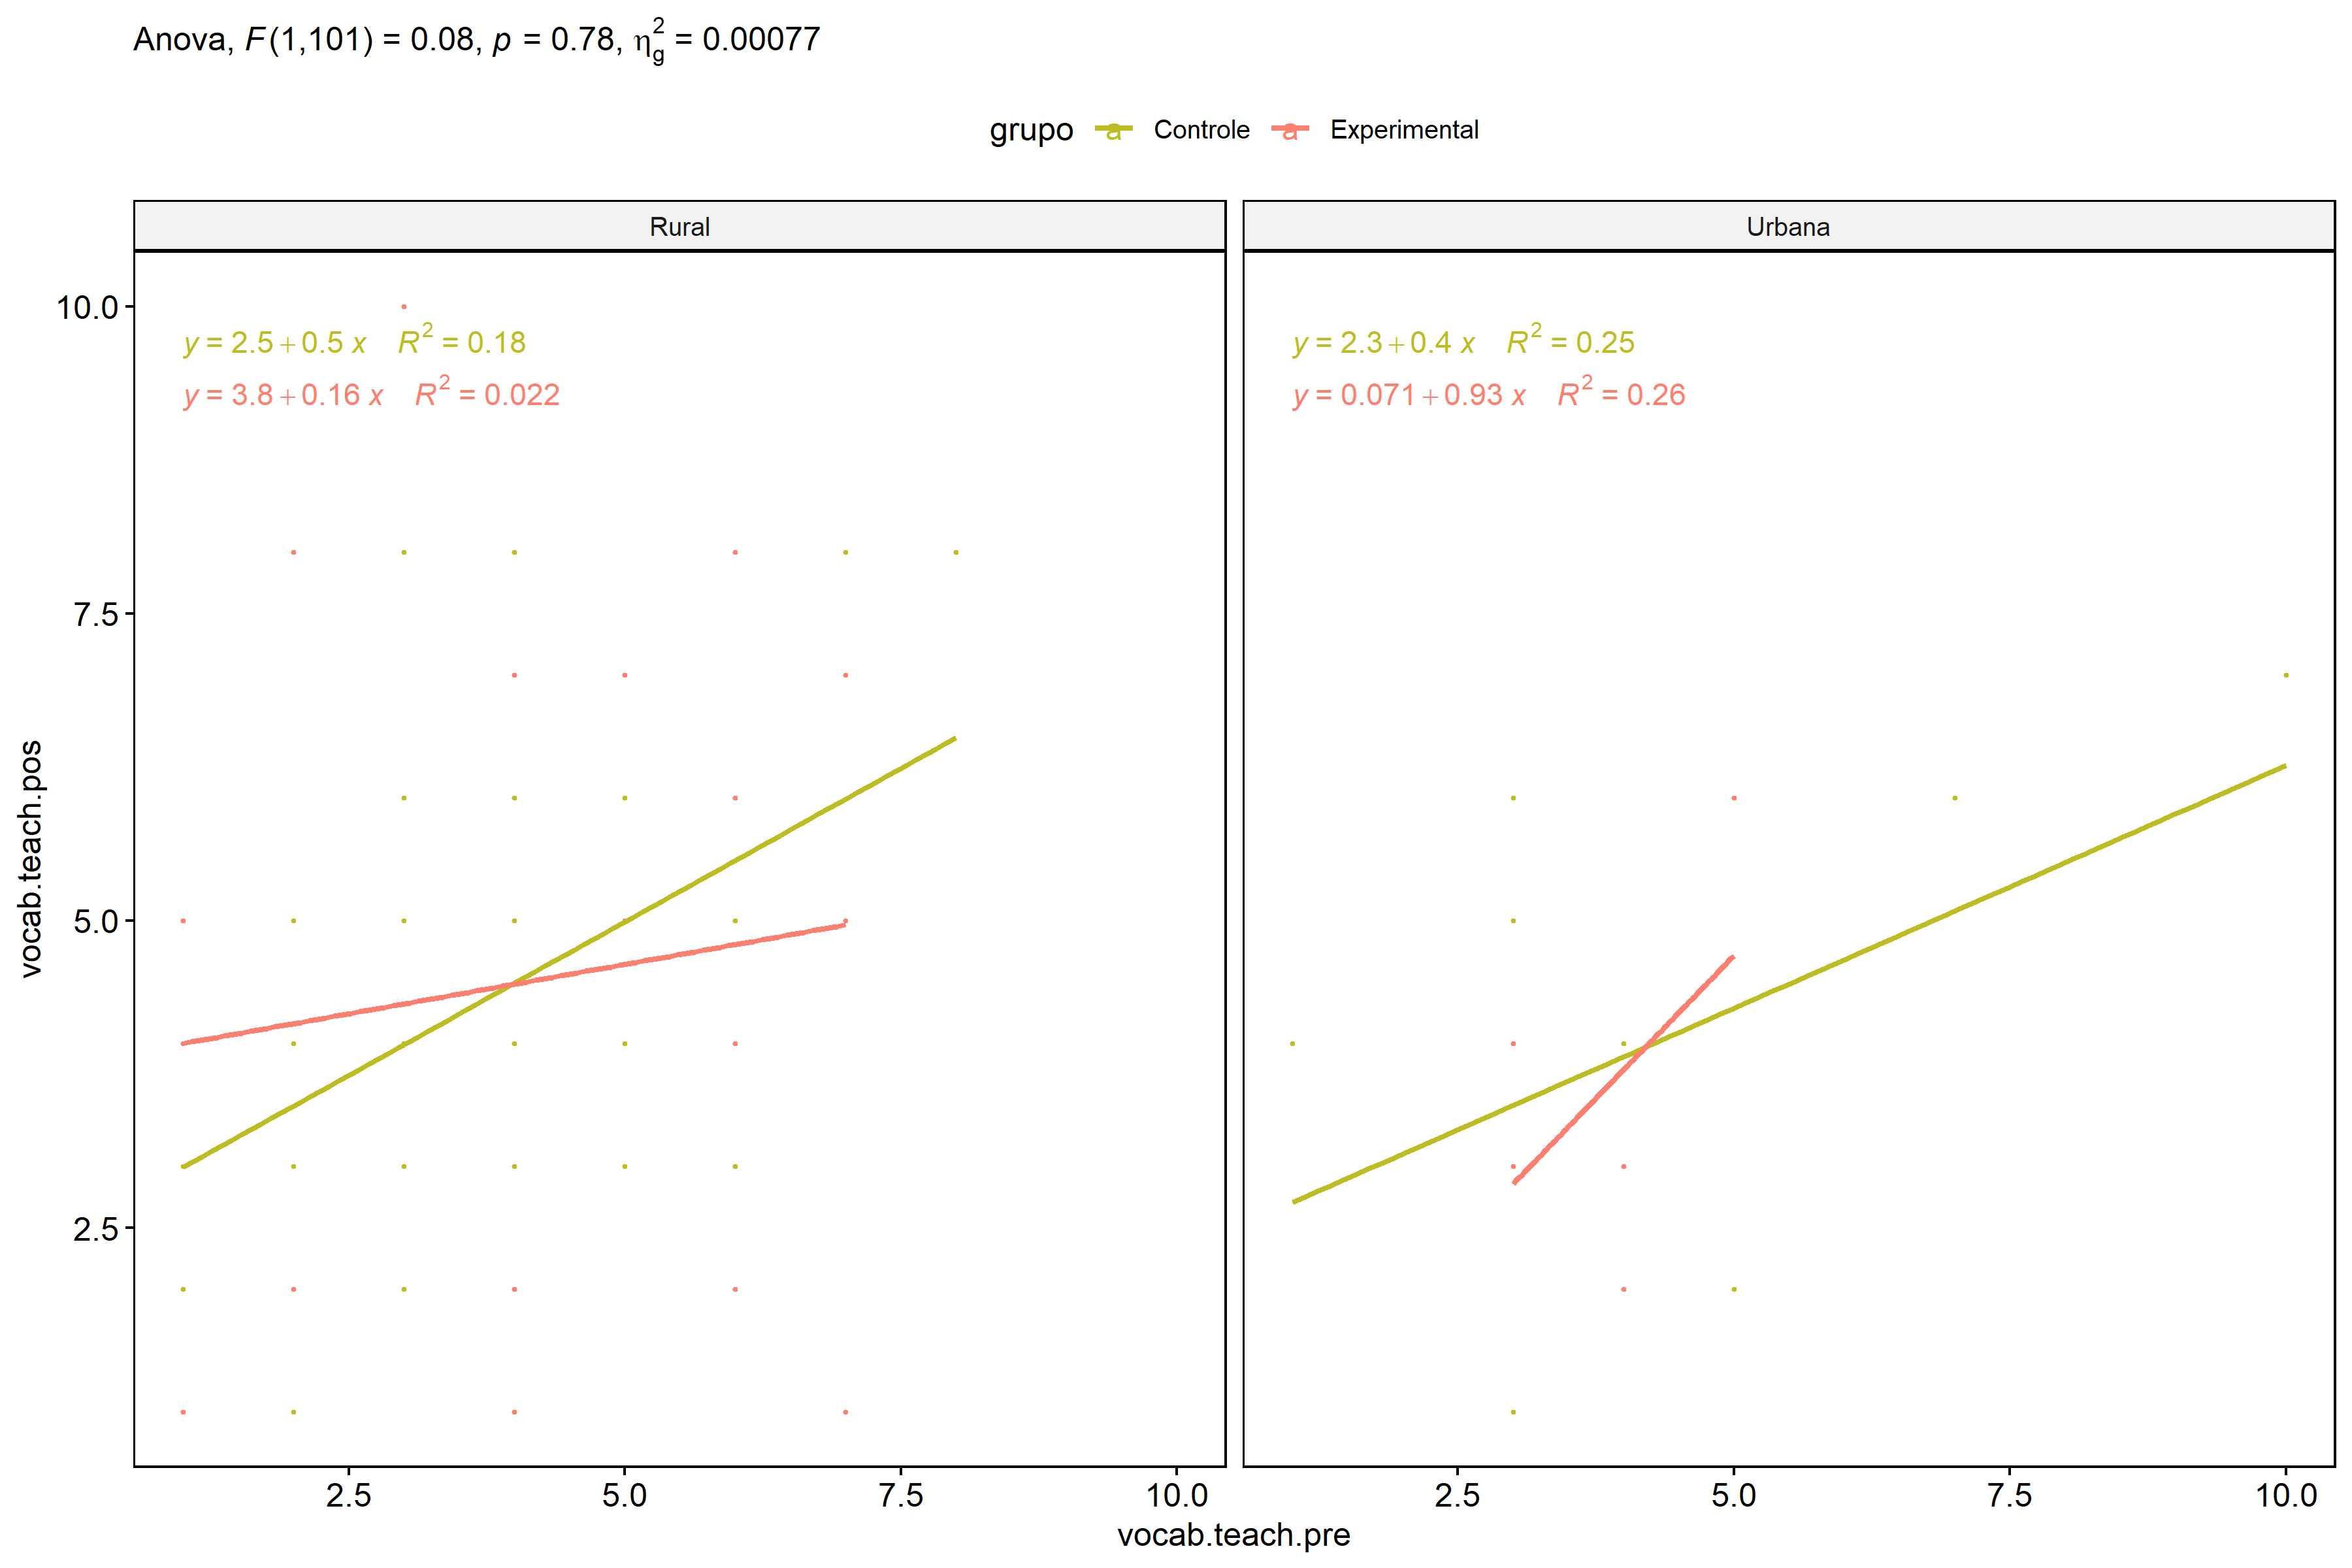 Anova, F(1,101) = 0.08, p = 0.78, η²g = 0.00077
grupo a Controle a Experimental
Rural
Urbana
y = 2.5 + 0.5 x R² = 0.18
y = 3.8 + 0.16 x R² = 0.022
y = 2.3 + 0.4 x R² = 0.25
y = 0.071 + 0.93 x R² = 0.26
10.0
7.5
5.0
2.5
vocab.teach.pos
2.5 5.0 7.5 10.0
2.5 5.0 7.5 10.0
vocab.teach.pre